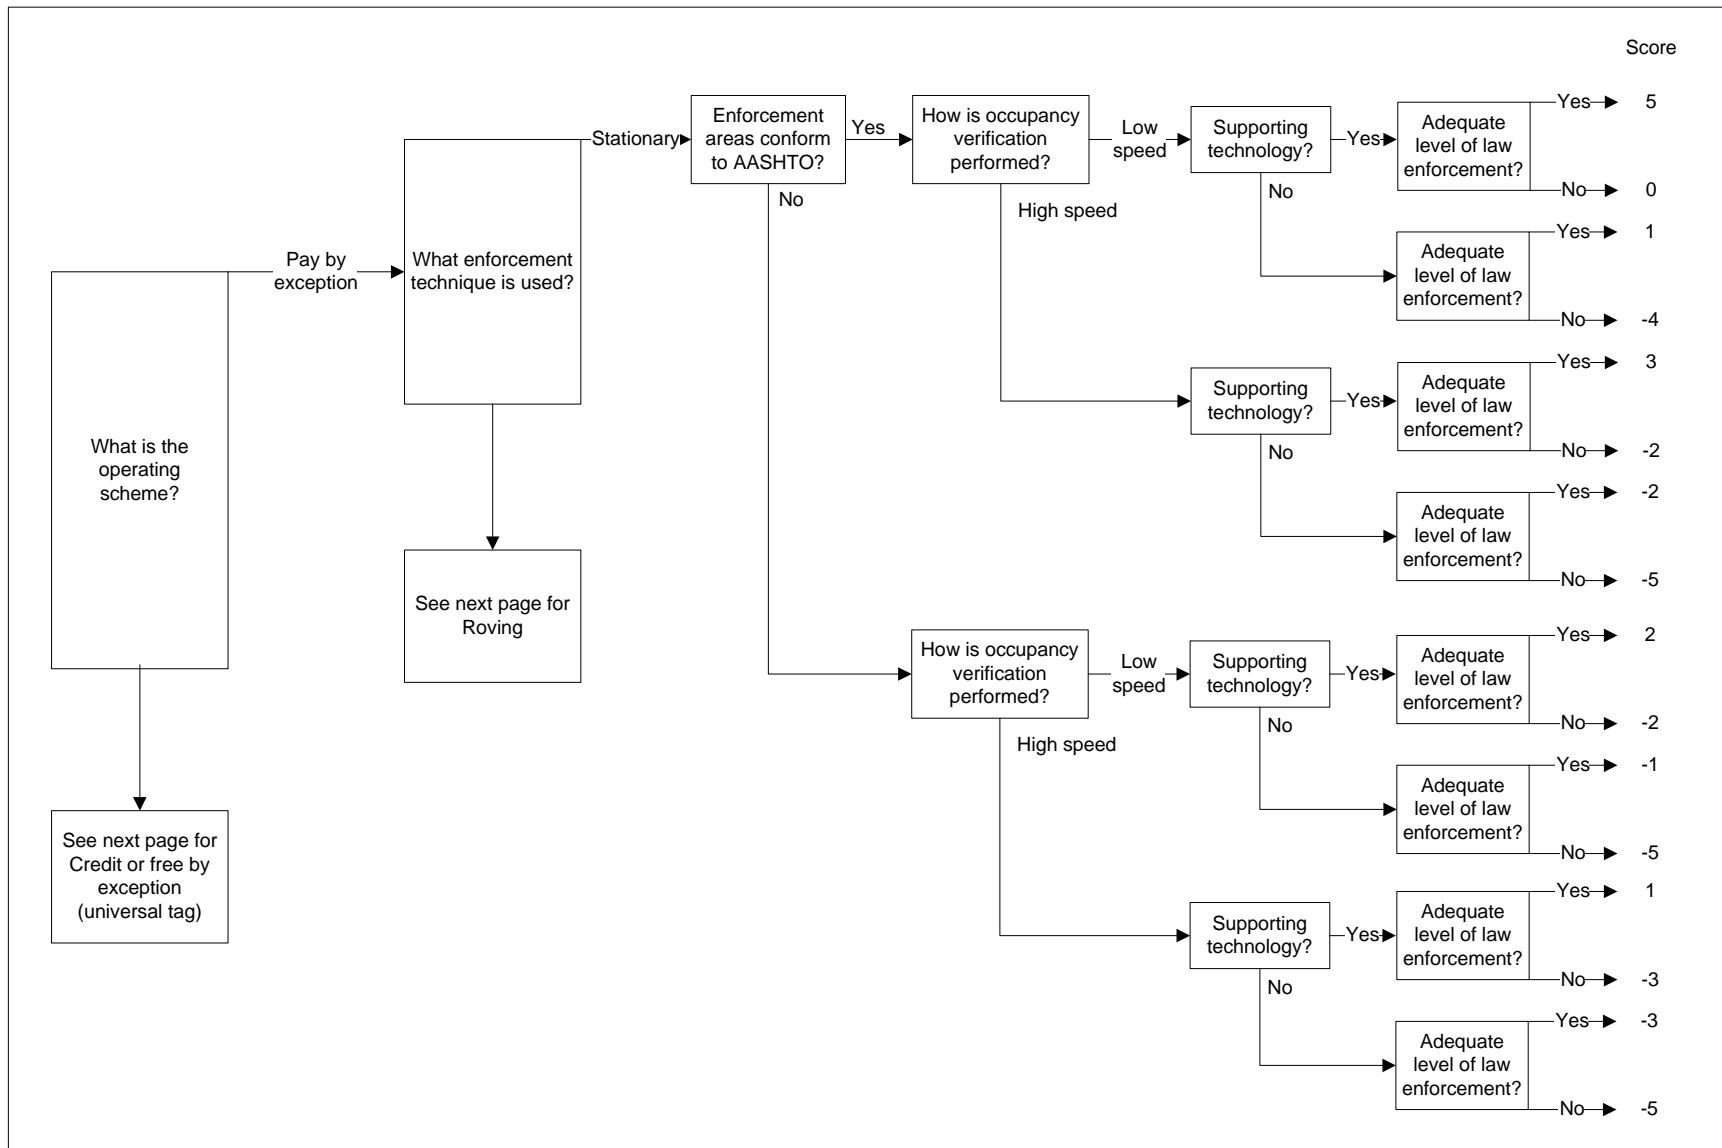 Score
Enforcement
areas conform
to AASHTO?
How is occupancy
verification
performed?
Supporting
technology?
Adequate
level of law
enforcement?
Stationary
Yes
Low
speed
Yes
Yes
5
No
0
No
High speed
No
Adequate
level of law
enforcement?
Yes
1
No
-4
What enforcement
technique is used?
Pay by
exception
Supporting
technology?
Yes
Adequate
level of law
enforcement?
Yes
3
No
-2
No
Adequate
level of law
enforcement?
Yes
-2
No
-5
What is the
operating
scheme?
See next page for
Roving
How is occupancy
verification
performed?
Low
speed
Supporting
technology?
Yes
Adequate
level of law
enforcement?
Yes
2
No
-2
High speed
No
Adequate
level of law
enforcement?
Yes
-1
No
-5
See next page for
Credit or free by
exception
(universal tag)
Supporting
technology?
Yes
Adequate
level of law
enforcement?
Yes
1
No
-3
No
Adequate
level of law
enforcement?
Yes
-3
No
-5